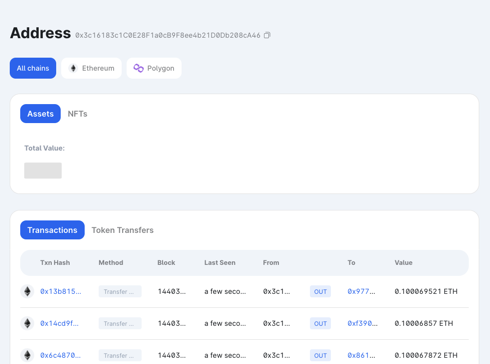 Address 0x3c16183c1C0E28F1a0cB9F8ee4b21D0Db208cA46
All chains Ethereum Polygon
Assets NFTs
Total Value:
Transactions Token Transfers
Txn Hash Method Block Last Seen From To Value
0x13b815... Transfer ... 14403... a few seco... 0x3c1... OUT 0x977... 0.100069521 ETH
0x14cd9f... Transfer ... 14403... a few seco... 0x3c1... OUT 0xf390... 0.10006857 ETH
0x6c4870... Transfer ... 14403... a few seco... 0x3c1... OUT 0x861... 0.100067872 ETH